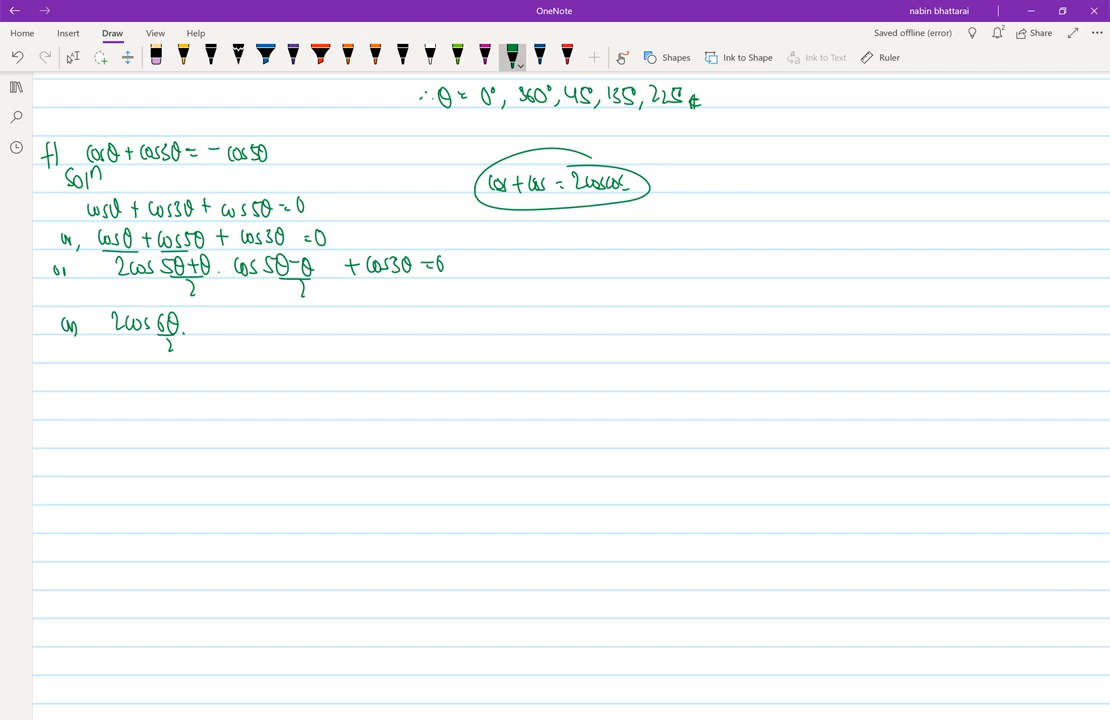 OneNote
nabin bhattarai
Home Insert Draw View Help
Saved offline (error)
2
Share
Shapes
Ink to Shape
Ink to Text
Ruler
∴ θ = 0°, 360°, 45, 135, 225
f) cosθ + cos3θ = - cos5θ
Solⁿ
cos + cos = 2coscos
cosθ + cos3θ + cos5θ = 0
or, cosθ + cos5θ + cos3θ = 0
or 2cos (5θ+θ)/2 . cos (5θ-θ)/2 + cos3θ = 0
or 2cos 6θ/2 .